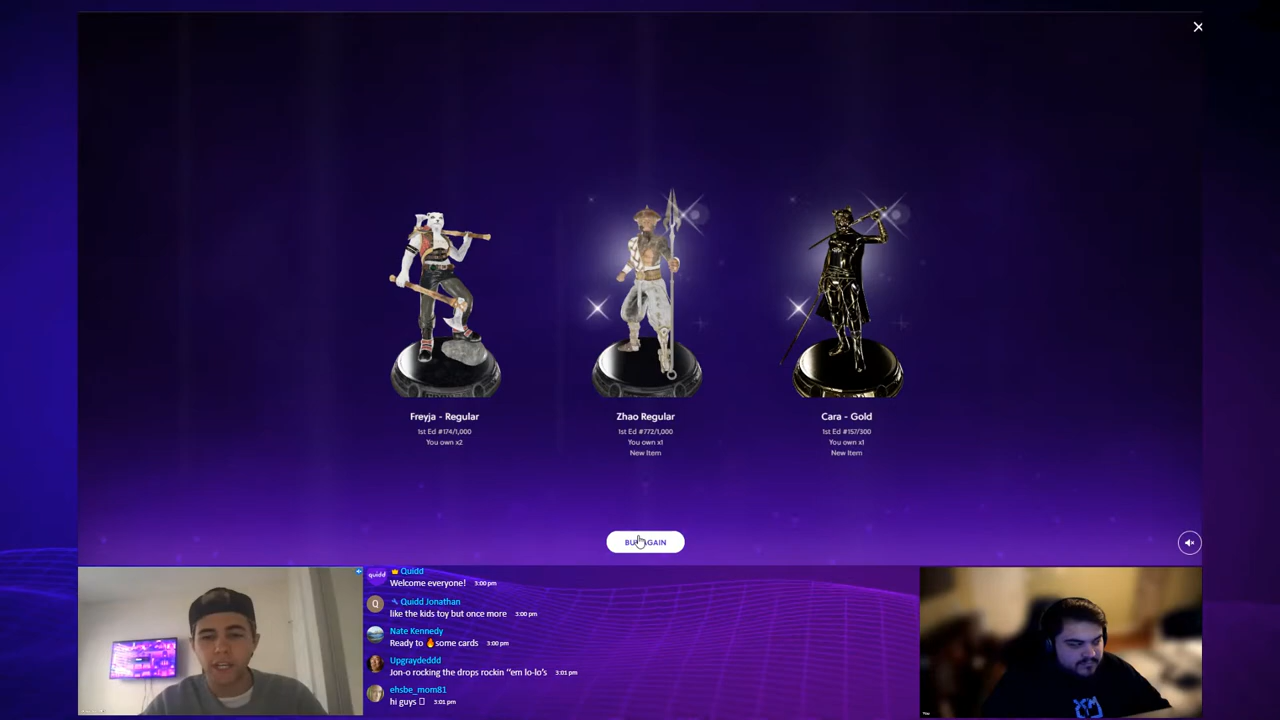 Freyja - Regular
1st Ed #174/1,000
You own x2
Zhao Regular
1st Ed #772/1,000
You own x1
New Item
Cara - Gold
1st Ed #157/300
You own x1
New Item
quidd
Quidd
Welcome everyone! 3:00 pm
Q
Quidd Jonathan
like the kids toy but once more 3:00 pm
Nate Kennedy
Ready to 🔥some cards 3:00 pm
Upgraydeddd
Jon-o rocking the drops rockin “em lo-lo’s 3:01 pm
ehsbe_mom81
hi guys 3:01 pm